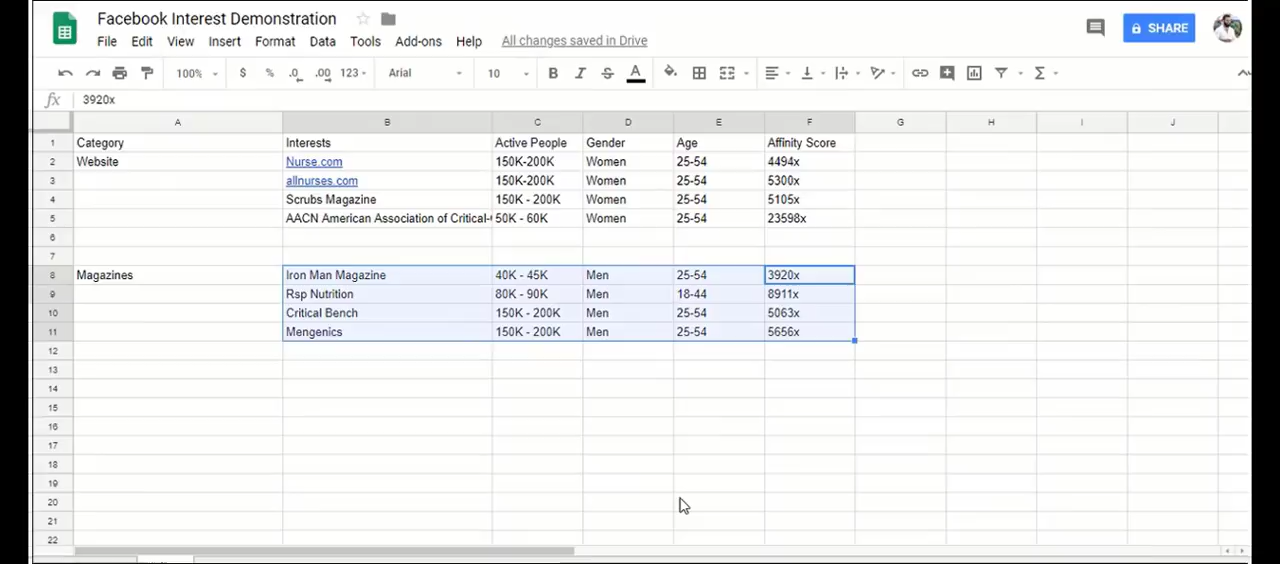 Facebook Interest Demonstration
File Edit View Insert Format Data Tools Add-ons Help All changes saved in Drive
SHARE
100% $ % .0 .00 123 Arial 10 B I S A Σ
fx 3920x
A B C D E F G H I J
1 Category Interests Active People Gender Age Affinity Score
2 Website Nurse.com 150K-200K Women 25-54 4494x
3 allnurses.com 150K-200K Women 25-54 5300x
4 Scrubs Magazine 150K - 200K Women 25-54 5105x
5 AACN American Association of Critical- 50K - 60K Women 25-54 23598x
6
7
8 Magazines Iron Man Magazine 40K - 45K Men 25-54 3920x
9 Rsp Nutrition 80K - 90K Men 18-44 8911x
10 Critical Bench 150K - 200K Men 25-54 5063x
11 Mengenics 150K - 200K Men 25-54 5656x
12
13
14
15
16
17
18
19
20
21
22